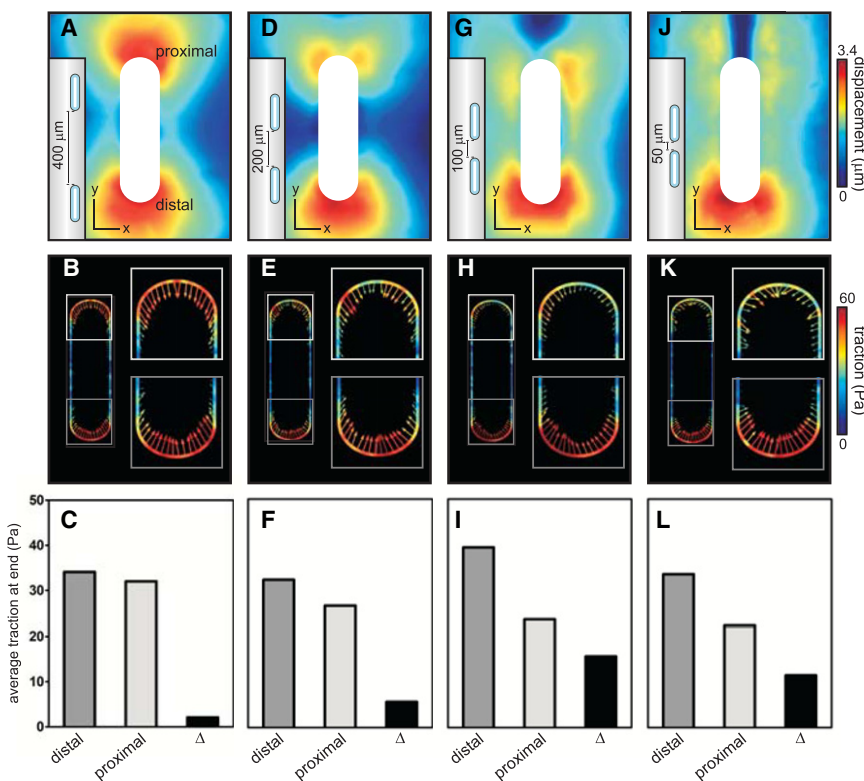 A
D
G
J
proximal
distal
y
x
400 μm
y
x
200 μm
y
x
100 μm
y
x
50 μm
3.4
displacement (μm)
0
B
E
H
K
60
traction (Pa)
0
C
F
I
L
average traction at end (Pa)
50
40
30
20
10
0
distal
proximal
Δ
distal
proximal
Δ
distal
proximal
Δ
distal
proximal
Δ